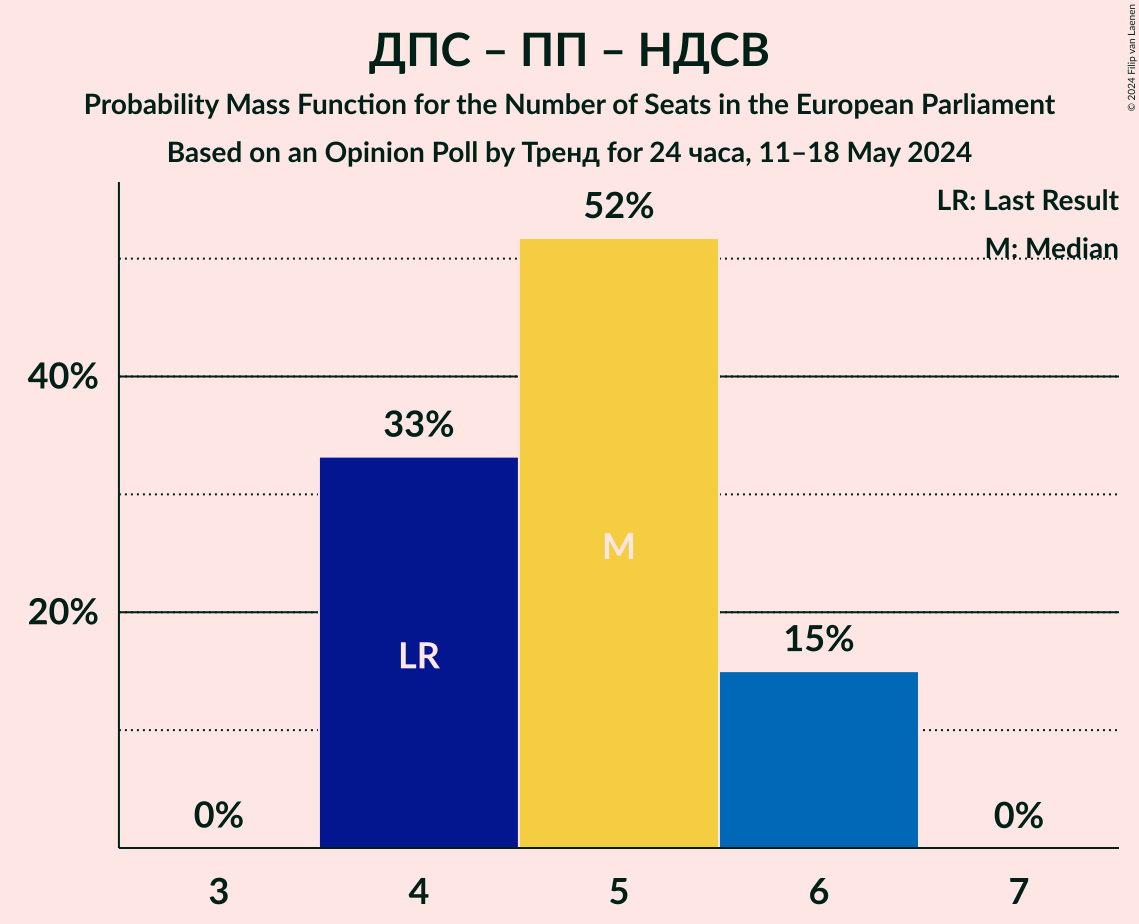 ДПС – ПП – НДСВ
Probability Mass Function for the Number of Seats in the European Parliament
Based on an Opinion Poll by Тренд for 24 часа, 11–18 May 2024
© 2024 Filip van Laenen
LR: Last Result
M: Median
52%
40%
33%
M
20%
15%
LR
0%
0%
3
4
5
6
7